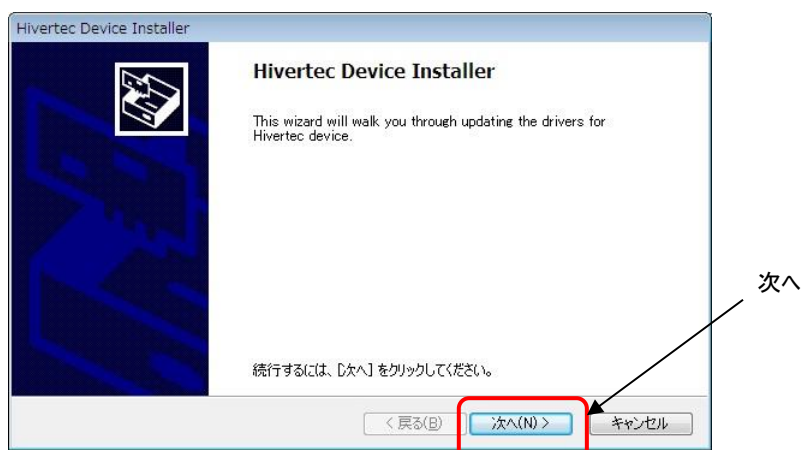 Hivertec Device Installer
Hivertec Device Installer
This wizard will walk you through updating the drivers for
Hivertec device.
次へ
続行するには、[次へ] をクリックしてください。
< 戻る(B)
次へ(N) >
キャンセル